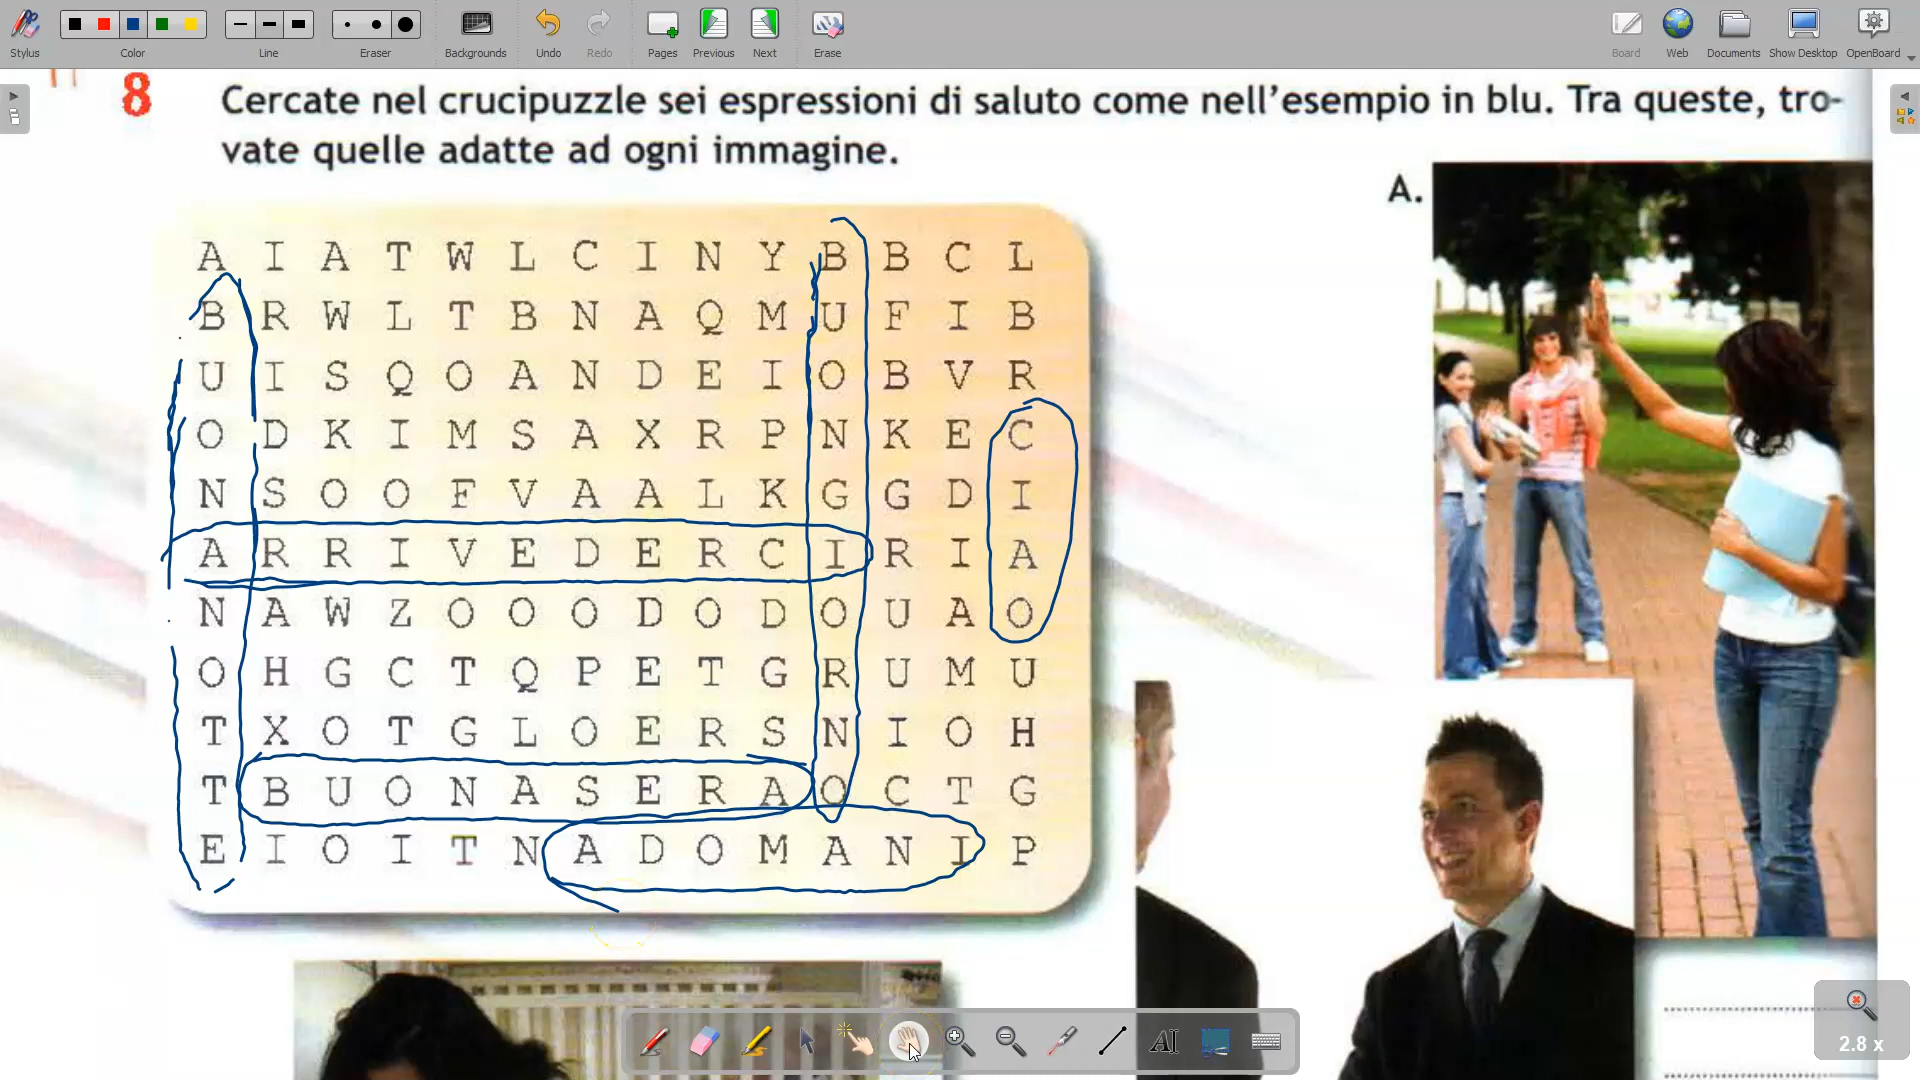 Stylus
Color
Line
Eraser
Backgrounds
Undo
Redo
Pages
Previous
Next
Erase
Board
Web
Documents
Show Desktop
OpenBoard
8
Cercate nel crucipuzzle sei espressioni di saluto come nell'esempio in blu. Tra queste, tro-
vate quelle adatte ad ogni immagine.
A.
A I A T W L C I N Y B B C L
B R W L T B N A Q M U F I B
U I S Q O A N D E I O B V R
O D K I M S A X R P N K E C
N S O O F V A A L K G G D I
A R R I V E D E R C I R I A
N A W Z O O O D O D O U A O
O H G C T Q P E T G R U M U
T X O T G L O E R S N I O H
T B U O N A S E R A O C T G
E I O I T N A D O M A N I P
2.8 x